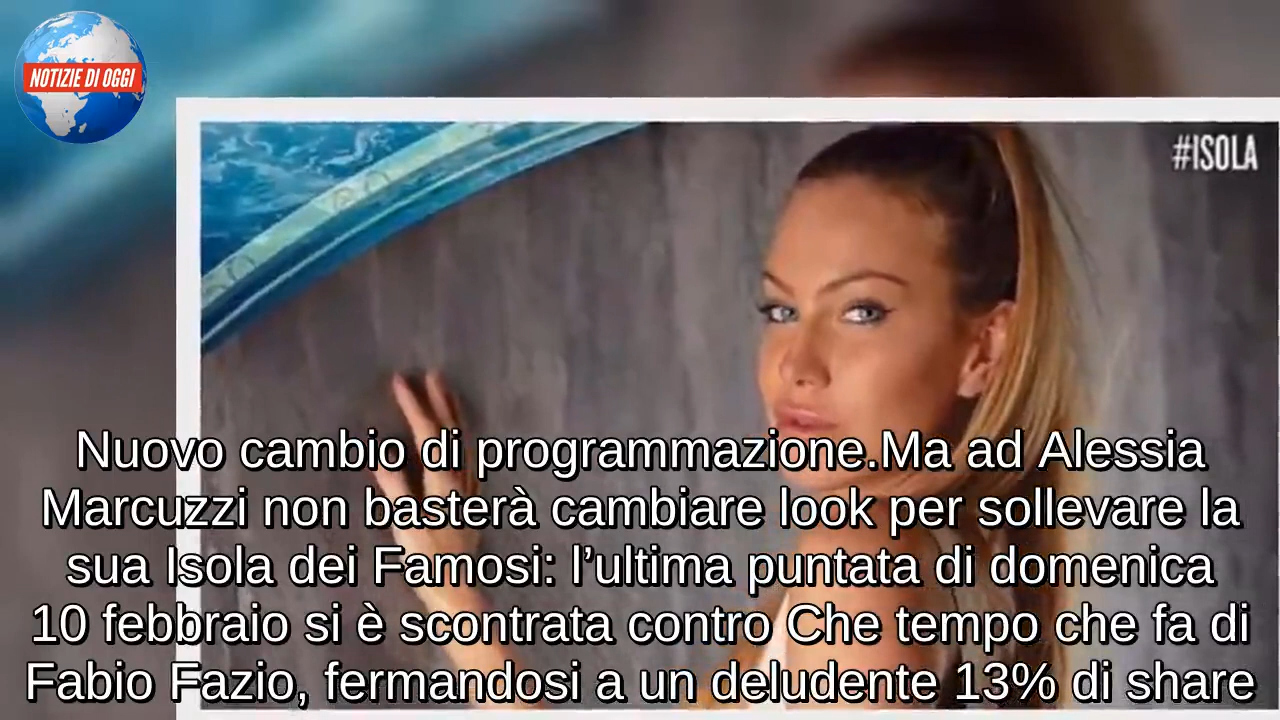 NOTIZIE DI OGGI
#ISOLA
Nuovo cambio di programmazione.Ma ad Alessia
Marcuzzi non basterà cambiare look per sollevare la
sua Isola dei Famosi: l’ultima puntata di domenica
10 febbraio si è scontrata contro Che tempo che fa di
Fabio Fazio, fermandosi a un deludente 13% di share